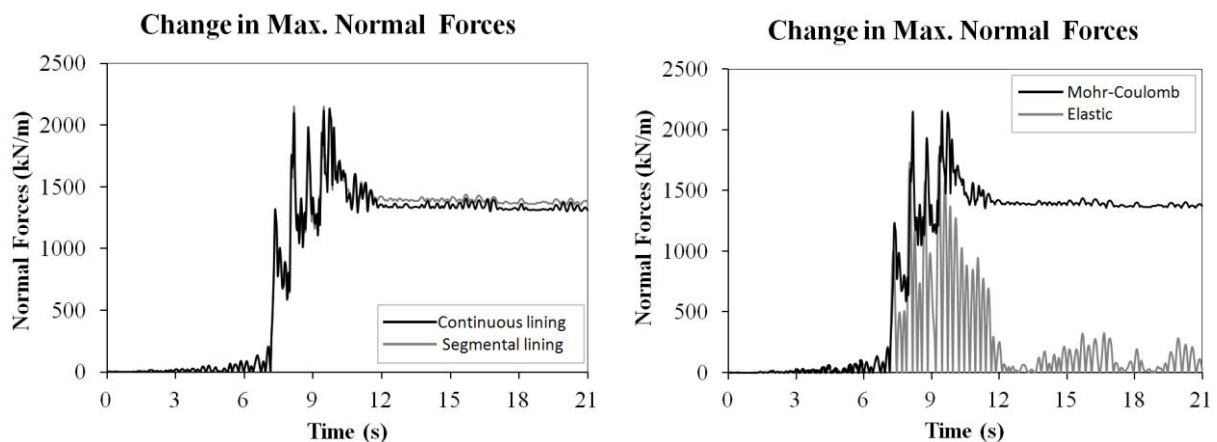 Change in Max. Normal Forces
Normal Forces (kN/m)
2500
2000
1500
1000
500
0
Continuous lining
Segmental lining
0 3 6 9 12 15 18 21
Time (s)
Change in Max. Normal Forces
Normal Forces (kN/m)
2500
2000
1500
1000
500
0
Mohr-Coulomb
Elastic
0 3 6 9 12 15 18 21
Time (s)